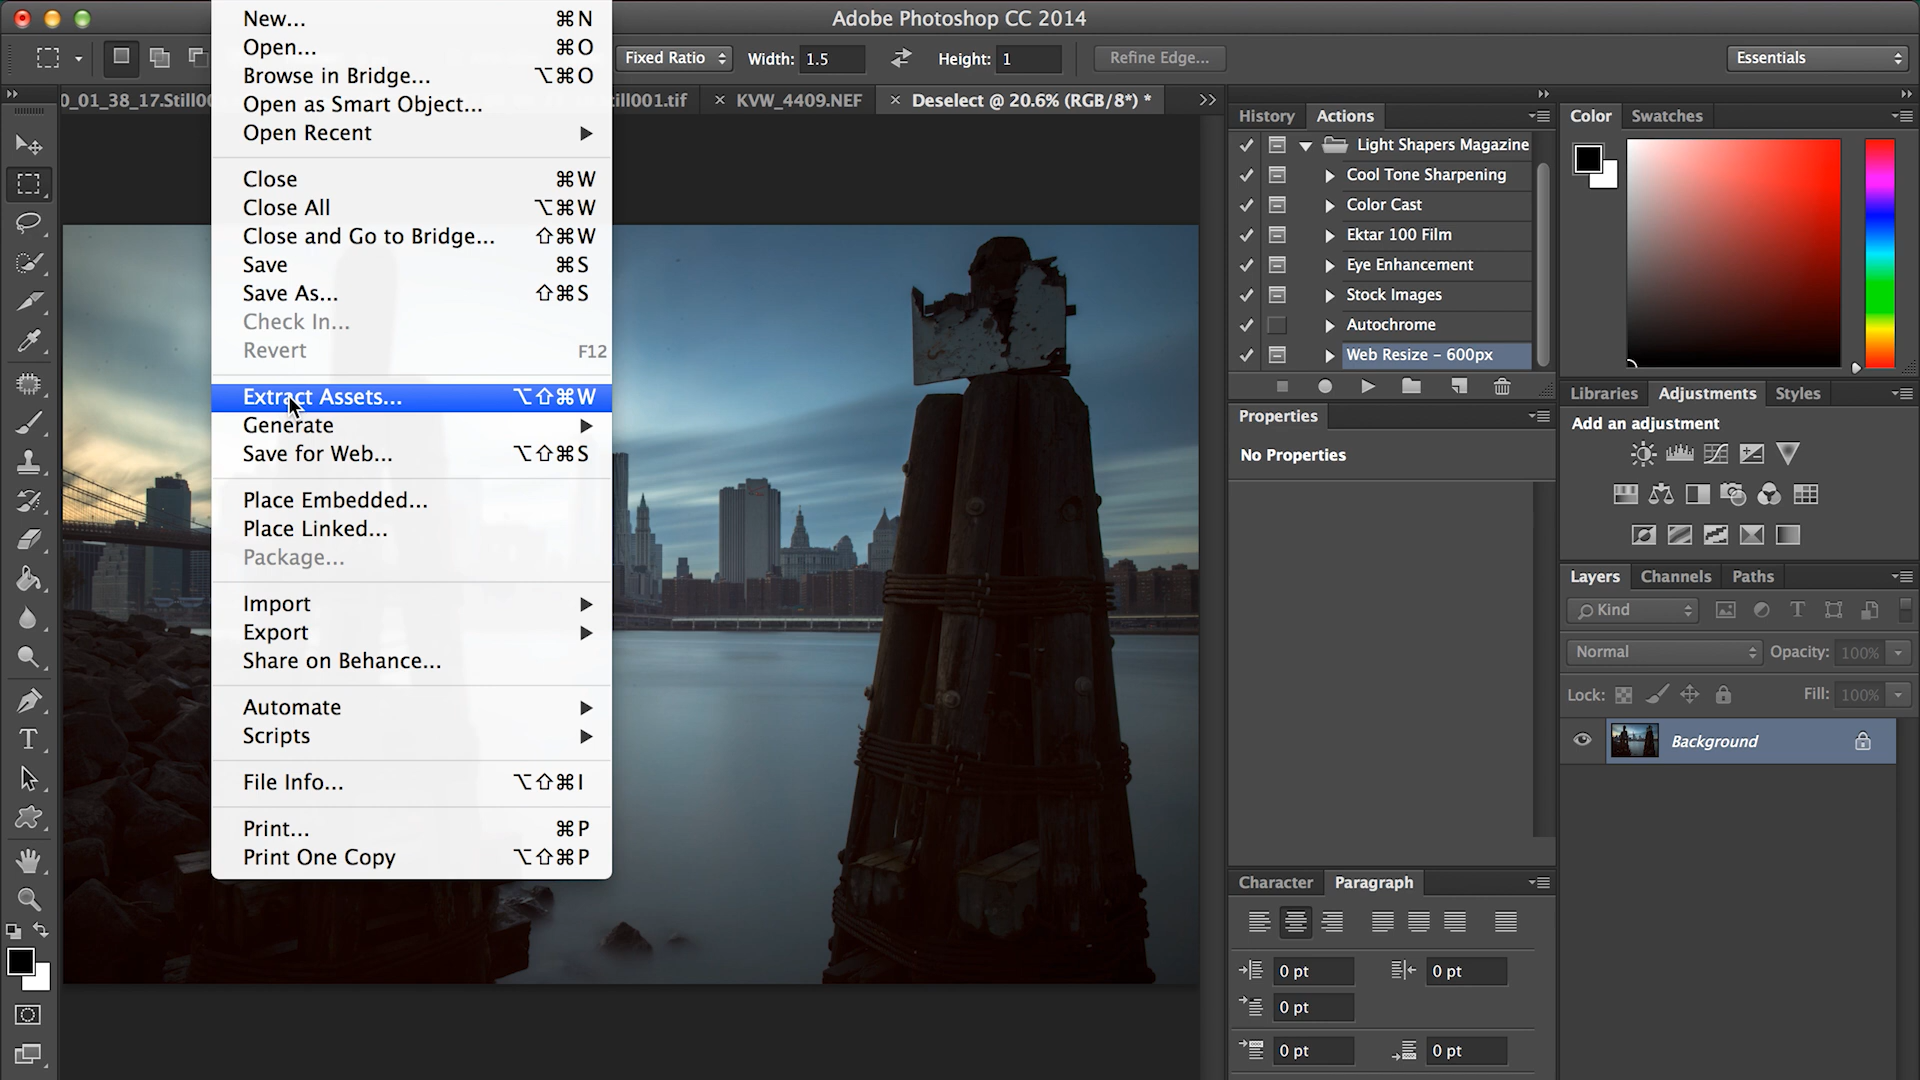 Adobe Photoshop CC 2014
New... ⌘N
Open... ⌘O
Browse in Bridge... ⌥⌘O
Open as Smart Object...
Open Recent
Close ⌘W
Close All ⌥⌘W
Close and Go to Bridge... ⇧⌘W
Save ⌘S
Save As... ⇧⌘S
Check In...
Revert F12
Extract Assets... ⌥⇧⌘W
Generate
Save for Web... ⌥⇧⌘S
Place Embedded...
Place Linked...
Package...
Import
Export
Share on Behance...
Automate
Scripts
File Info... ⌥⇧⌘I
Print... ⌘P
Print One Copy ⌥⇧⌘P
Fixed Ratio Width: 1.5 Height: 1 Refine Edge... Essentials
0_01_38_17.Still00 till001.tif × KVW_4409.NEF × Deselect @ 20.6% (RGB/8*) *
History Actions
Light Shapers Magazine
Cool Tone Sharpening
Color Cast
Ektar 100 Film
Eye Enhancement
Stock Images
Autochrome
Web Resize – 600px
Properties
No Properties
Character Paragraph
0 pt 0 pt
0 pt
0 pt 0 pt
Color Swatches
Libraries Adjustments Styles
Add an adjustment
Layers Channels Paths
Kind
Normal Opacity: 100%
Lock: Fill: 100%
Background